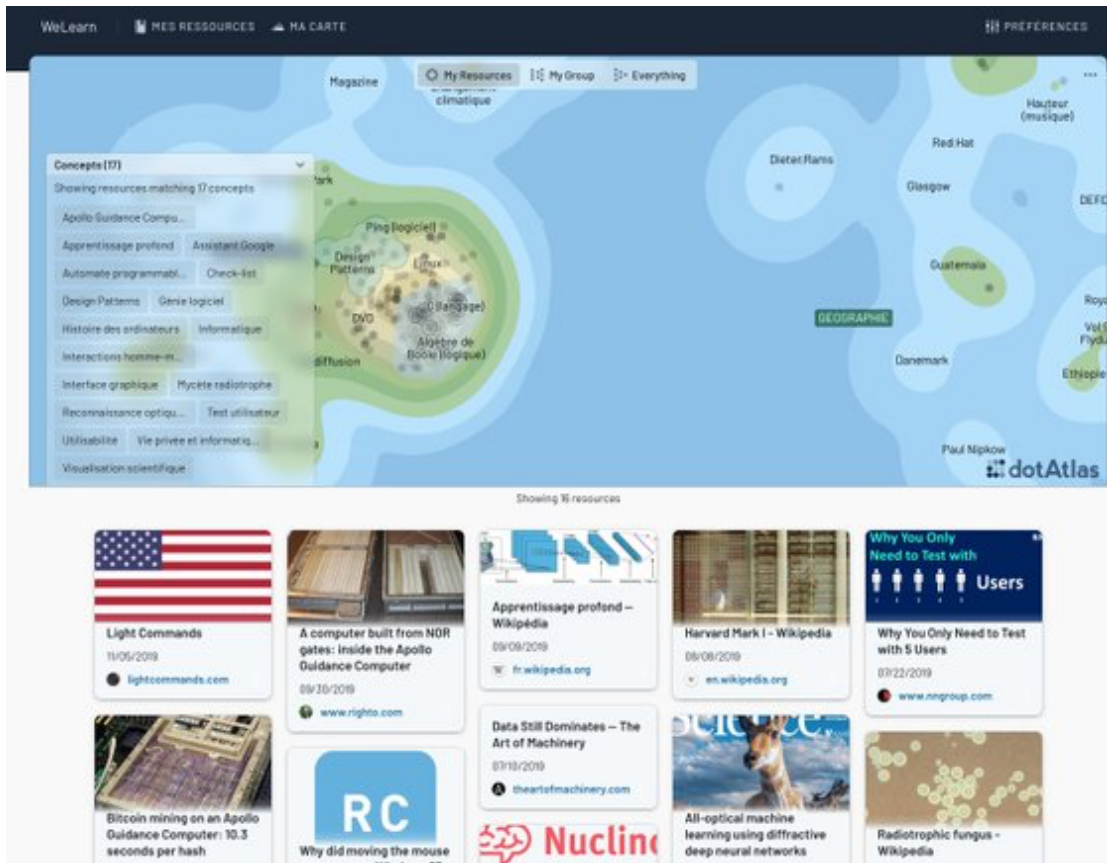 WeLearn
MES RESSOURCES
MA CARTE
PRÉFÉRENCES
My Resources
My Group
Everything
Magazine
climatique
Hauteur
(musique)
Red Hat
Dieter Rams
Glasgow
Concepts (17)
Showing resources matching 17 concepts
Apollo Guidance Compu...
Apprentissage profond
Assistant Google
Automate programmabl...
Check-list
Design Patterns
Génie logiciel
Histoire des ordinateurs
Informatique
Interactions homme-m...
Interface graphique
Mycète radiotrophe
Reconnaissance optiqu...
Test utilisateur
Utilisabilité
Vie privée et informatiq...
Visualisation scientifique
Ping (logiciel)
Design
Patterns
Linux
C (langage)
DVD
Algèbre de
Boole (logique)
diffusion
Guatemala
GÉOGRAPHIE
Danemark
Ethiopie
Paul Nipkow
dotAtlas
Showing 16 resources
Light Commands
11/05/2019
lightcommands.com
A computer built from NOR
gates: inside the Apollo
Guidance Computer
09/30/2019
www.righto.com
Apprentissage profond —
Wikipédia
09/09/2019
fr.wikipedia.org
Harvard Mark I - Wikipedia
08/08/2019
en.wikipedia.org
Why You Only
Need to Test with
Users
Why You Only Need to Test
with 5 Users
07/22/2019
www.nngroup.com
Bitcoin mining on an Apollo
Guidance Computer: 10.3
seconds per hash
RC
Why did moving the mouse
Data Still Dominates — The
Art of Machinery
07/10/2019
theartofmachinery.com
Science
All-optical machine
learning using diffractive
deep neural networks
Radiotrophic fungus -
Wikipedia